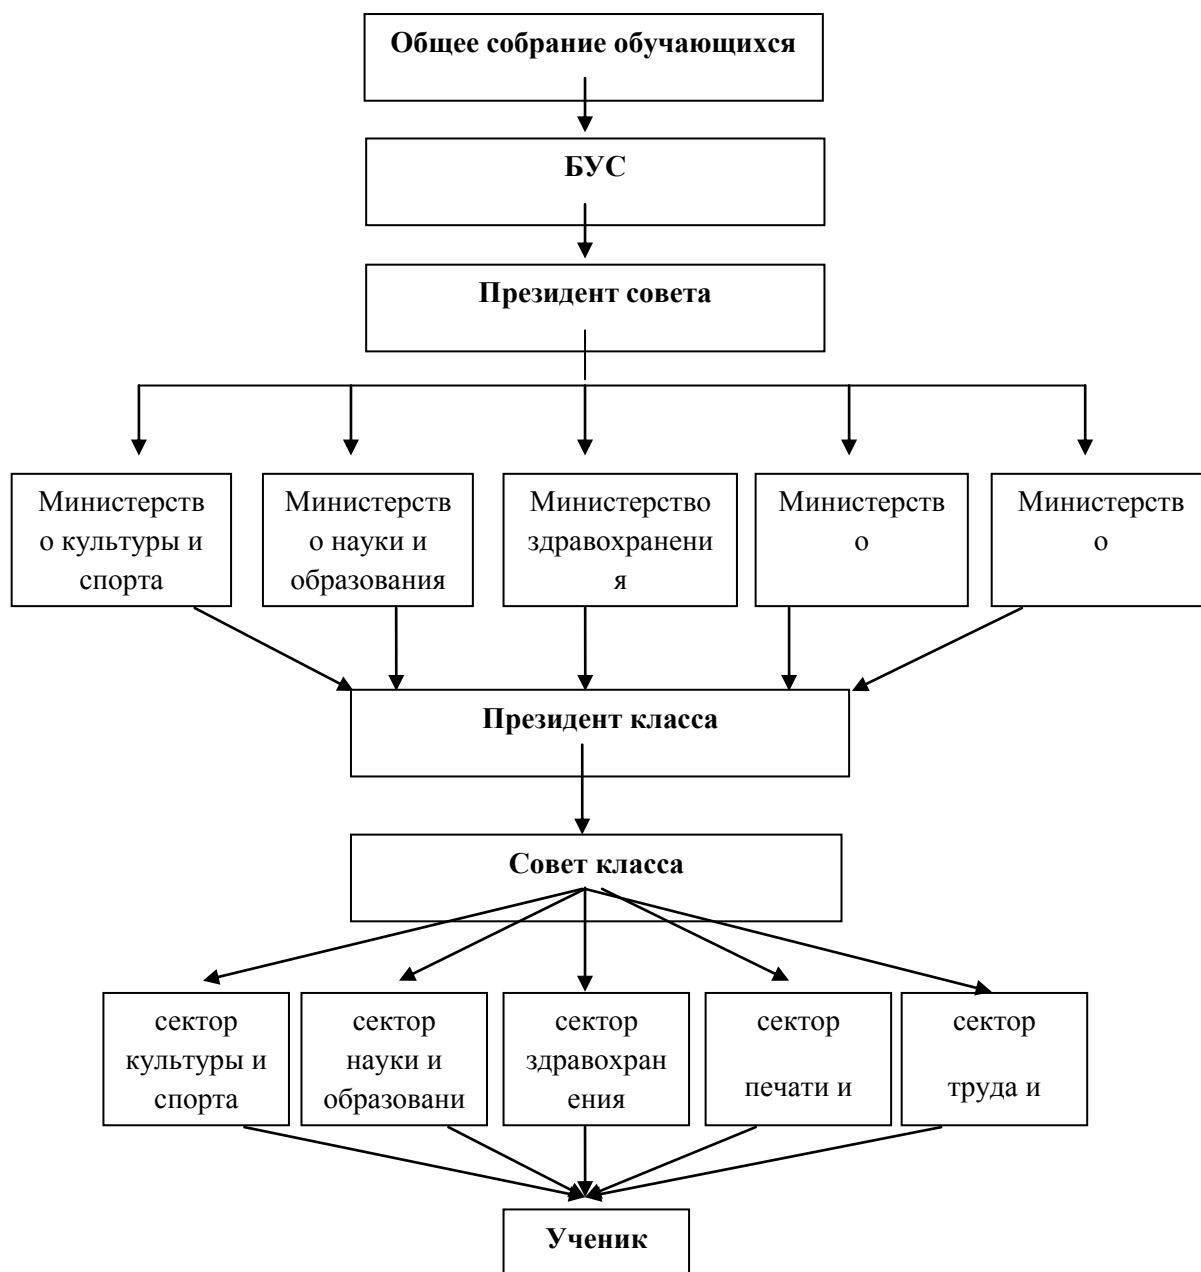 Общее собрание обучающихся
БУС
Президент совета
Министерств
о культуры и
спорта
Министерств
о науки и
образования
Министерство
здравохранени
я
Министерств
о
Министерств
о
Президент класса
Совет класса
сектор
культуры и
спорта
сектор
науки и
образовани
сектор
здравохран
ения
сектор
печати и
сектор
труда и
Ученик